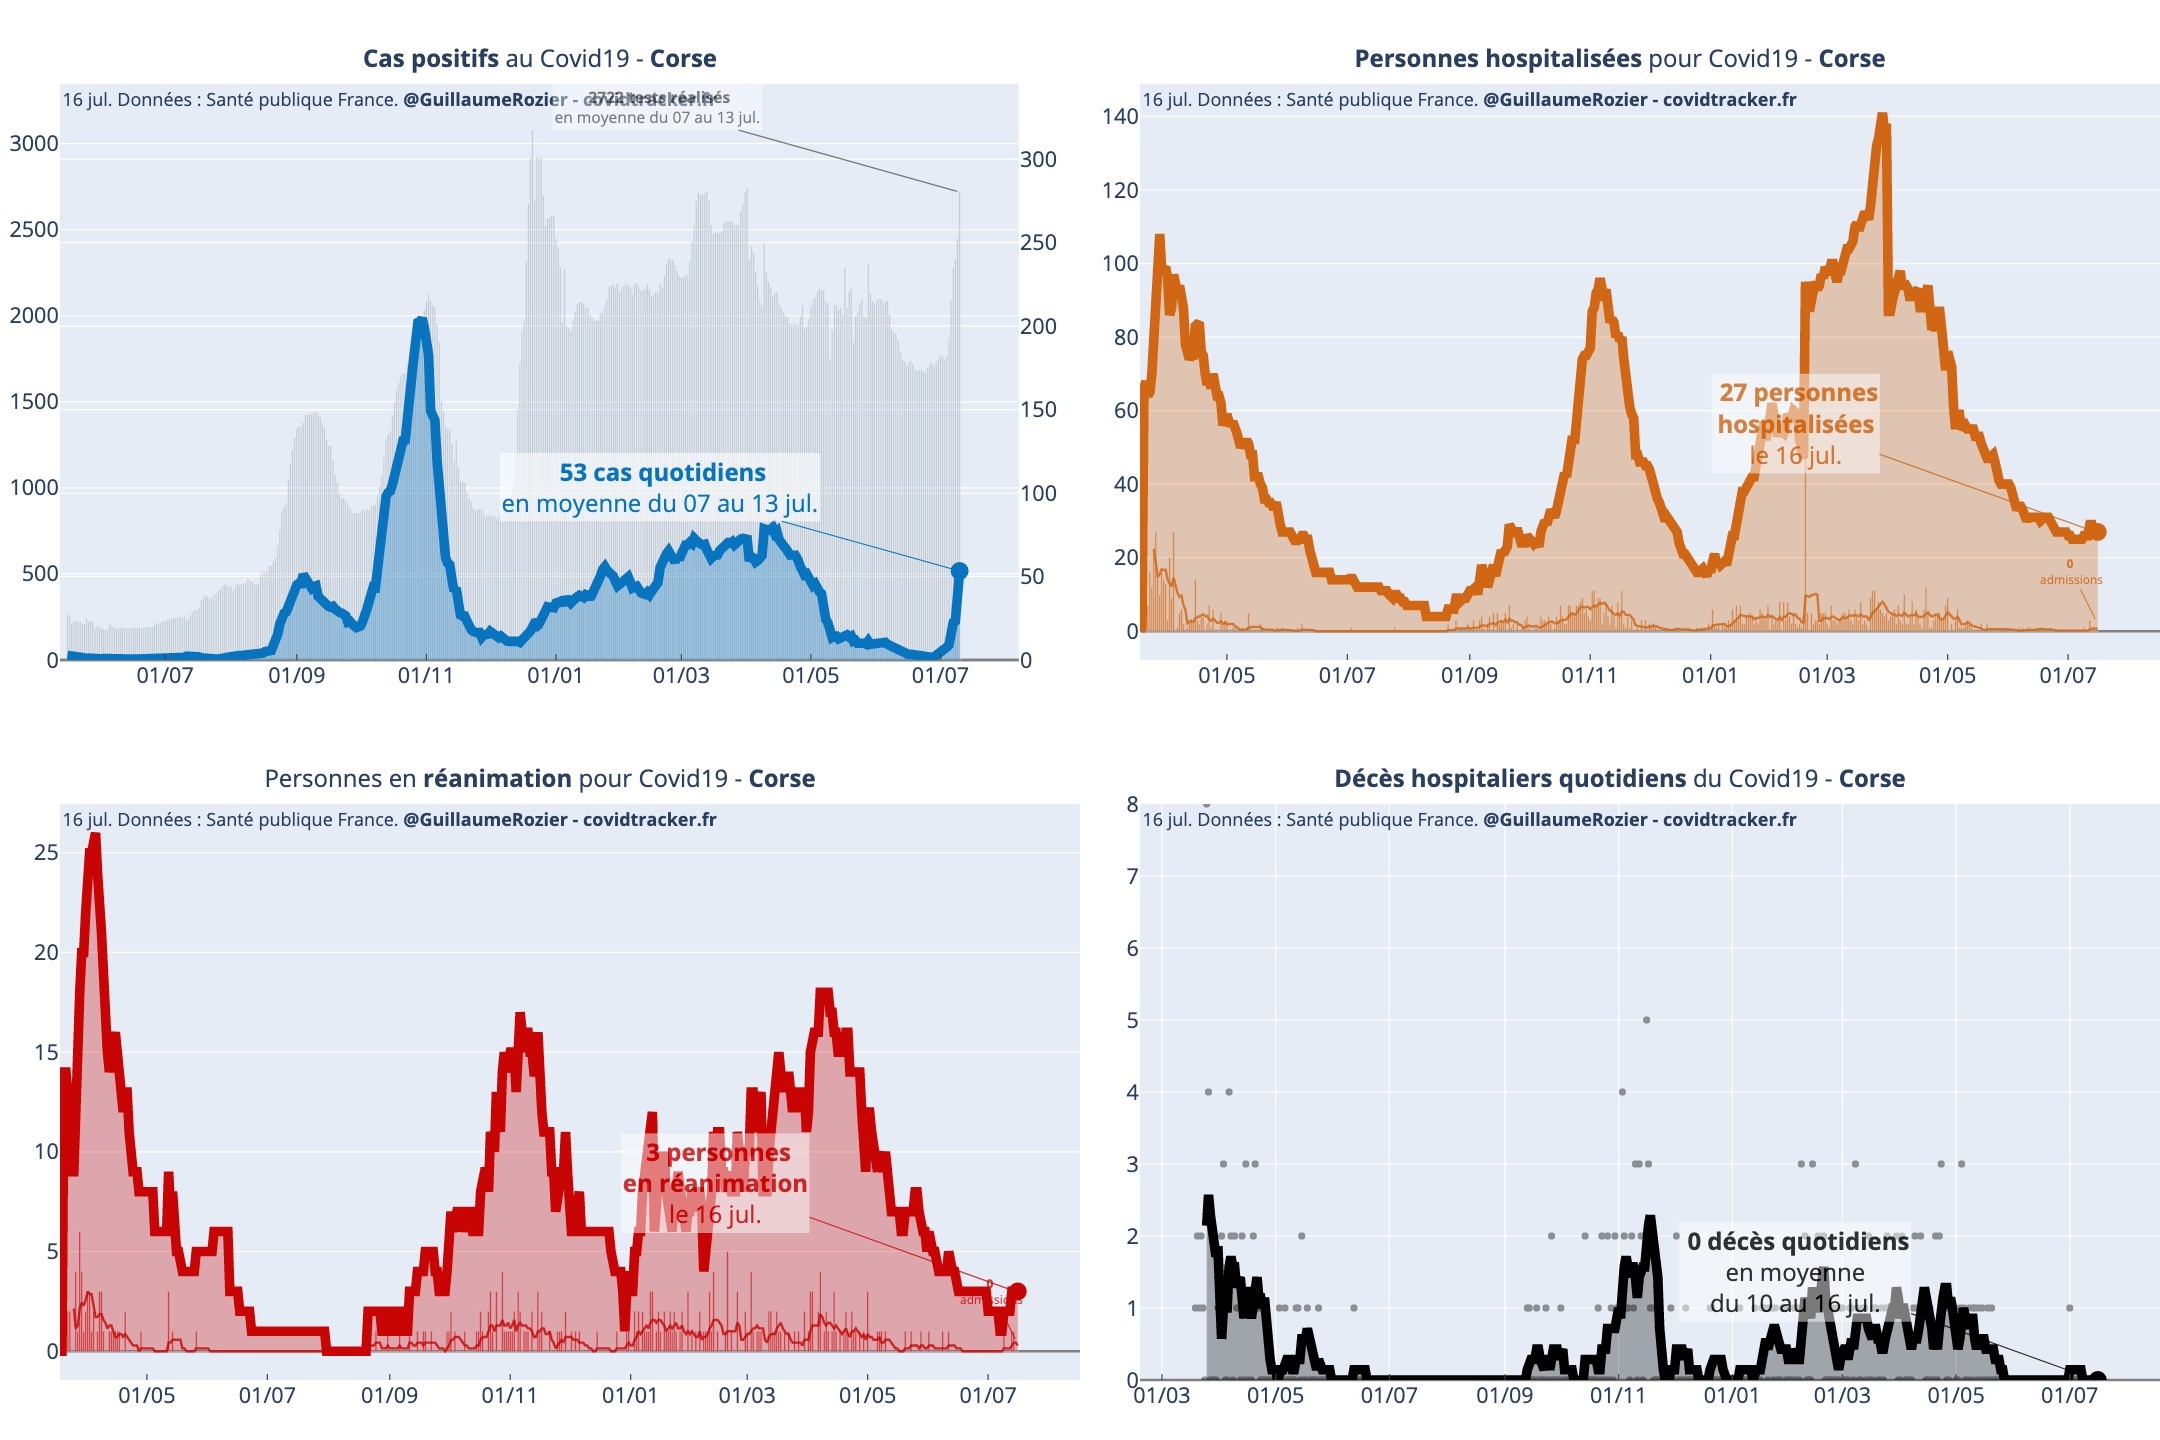 Cas positifs au Covid19 - Corse
16 jul. Données : Santé publique France. @GuillaumeRozier - covidtracker.fr
2722 tests réalisés
en moyenne du 07 au 13 jul.
3000
2500
2000
1500
1000
500
0
300
250
200
150
100
50
0
53 cas quotidiens
en moyenne du 07 au 13 jul.
01/07 01/09 01/11 01/01 01/03 01/05 01/07
Personnes hospitalisées pour Covid19 - Corse
16 jul. Données : Santé publique France. @GuillaumeRozier - covidtracker.fr
140
120
100
80
60
40
20
0
27 personnes
hospitalisées
le 16 jul.
0
admissions
01/05 01/07 01/09 01/11 01/01 01/03 01/05 01/07
Personnes en réanimation pour Covid19 - Corse
16 jul. Données : Santé publique France. @GuillaumeRozier - covidtracker.fr
25
20
15
10
5
0
3 personnes
en réanimation
le 16 jul.
0
admissions
01/05 01/07 01/09 01/11 01/01 01/03 01/05 01/07
Décès hospitaliers quotidiens du Covid19 - Corse
16 jul. Données : Santé publique France. @GuillaumeRozier - covidtracker.fr
8
7
6
5
4
3
2
1
0
0 décès quotidiens
en moyenne
du 10 au 16 jul.
01/03 01/05 01/07 01/09 01/11 01/01 01/03 01/05 01/07